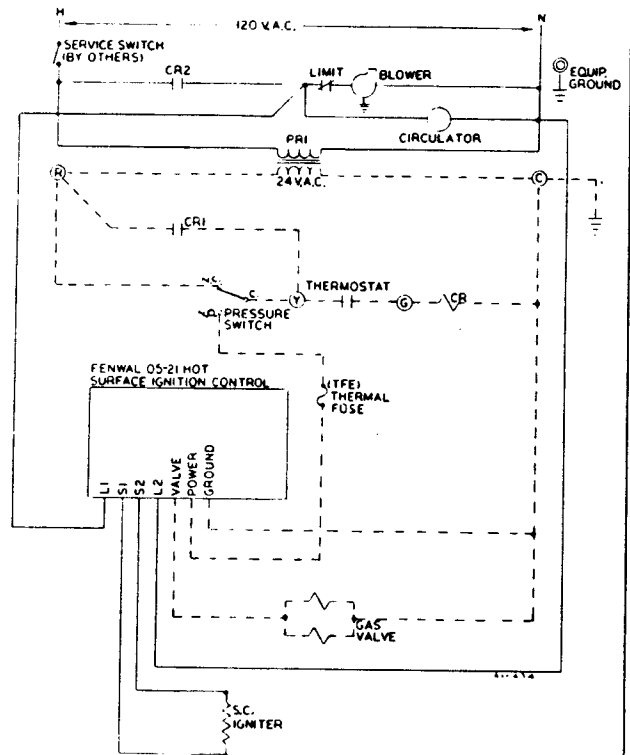 H
120 V.A.C.
N
SERVICE SWITCH
(BY OTHERS)
CR2
LIMIT
BLOWER
EQUIP.
GROUND
CIRCULATOR
PR1
24 V.A.C.
R
C
CR1
N.C.
C.
Y
THERMOSTAT
G
CR
PRESSURE
SWITCH
FENWAL 05-21 HOT
SURFACE IGNITION CONTROL
(TFE)
THERMAL
FUSE
L1
S1
S2
L2
VALVE
POWER
GROUND
GAS
VALVE
S.C.
IGNITER